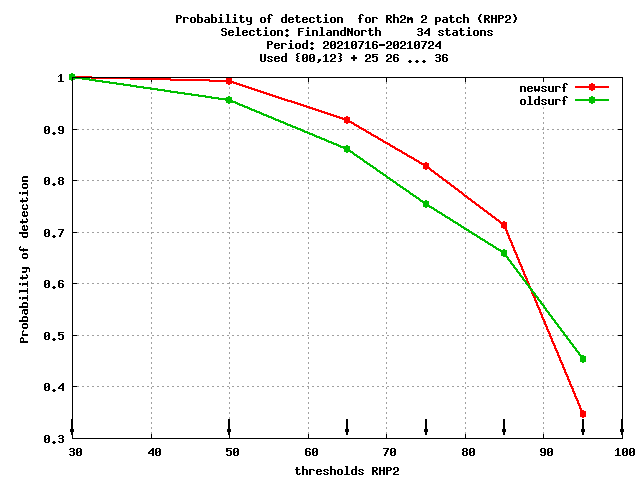 Probability of detection  for Rh2m 2 patch (RHP2)
Selection: FinlandNorth     34 stations
Period: 20210716-20210724
Used {00,12} + 25 26 ... 36
newsurf
oldsurf
1
0.9
0.8
0.7
0.6
0.5
0.4
0.3
Probability of detection
30 40 50 60 70 80 90 100
thresholds RHP2